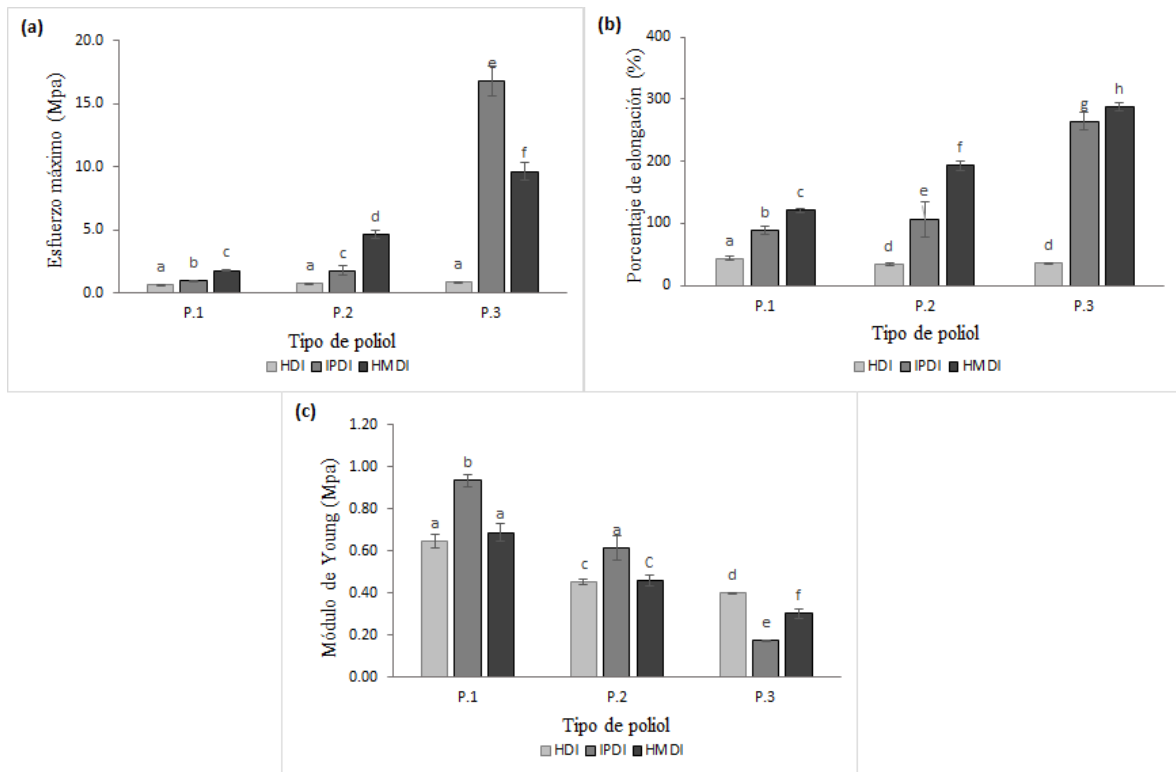 (a)
Esfuerzo máximo (Mpa)
20.0
15.0
10.0
5.0
0.0
a b c
a c d
a e f
P.1 P.2 P.3
Tipo de poliol
HDI IPDI HMDI
(b)
Porcentaje de elongación (%)
400
300
200
100
0
a b c
d e f
d g h
P.1 P.2 P.3
Tipo de poliol
HDI IPDI HMDI
(c)
Módulo de Young (Mpa)
1.20
1.00
0.80
0.60
0.40
0.20
0.00
a b a
c a C
d e f
P.1 P.2 P.3
Tipo de poliol
HDI IPDI HMDI